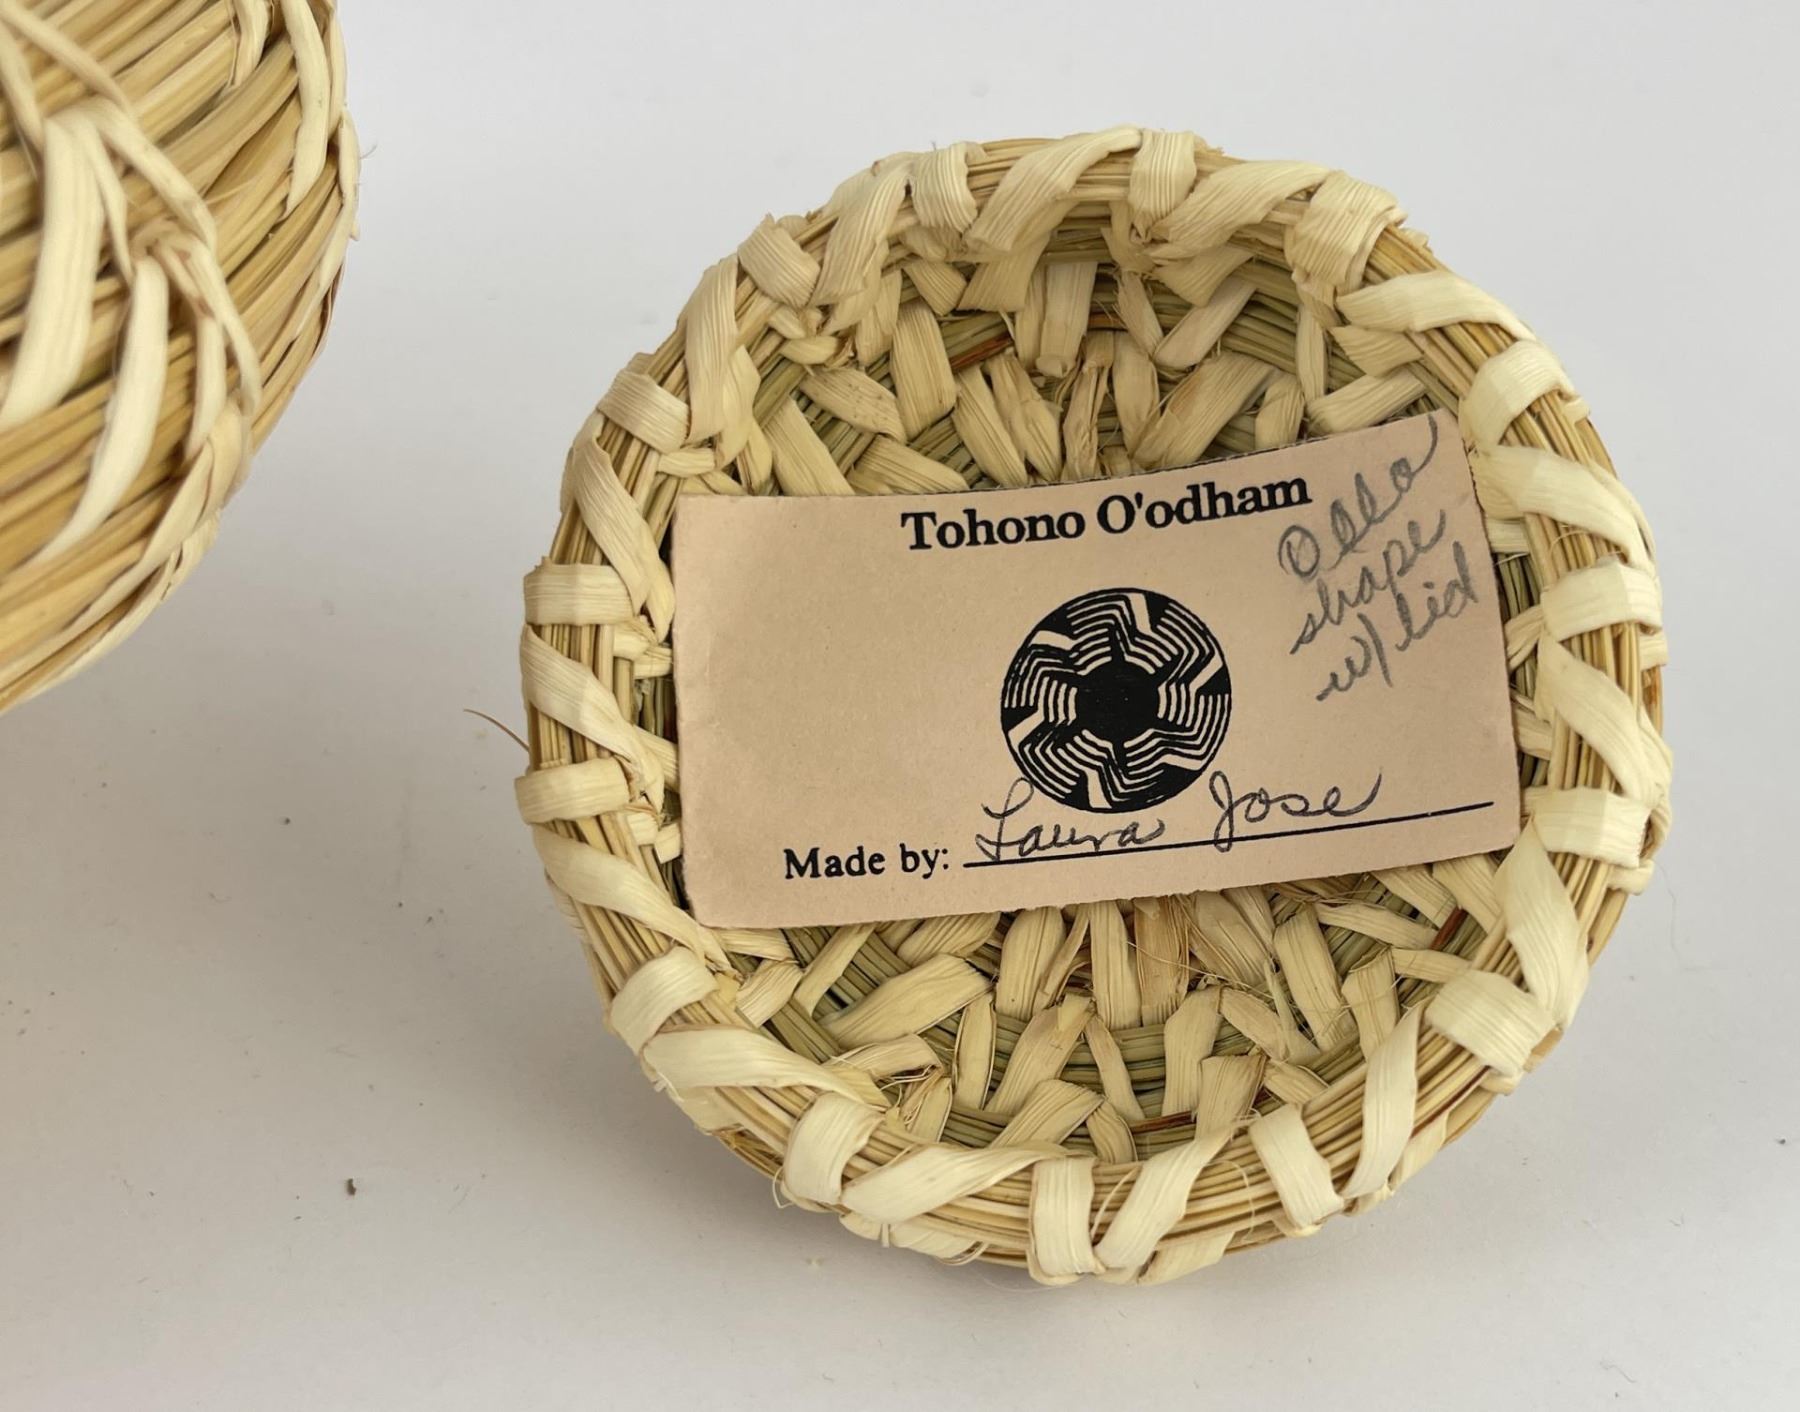 Tohono O'odham
Olla
shape
w/lid
Made by: Laura Jose